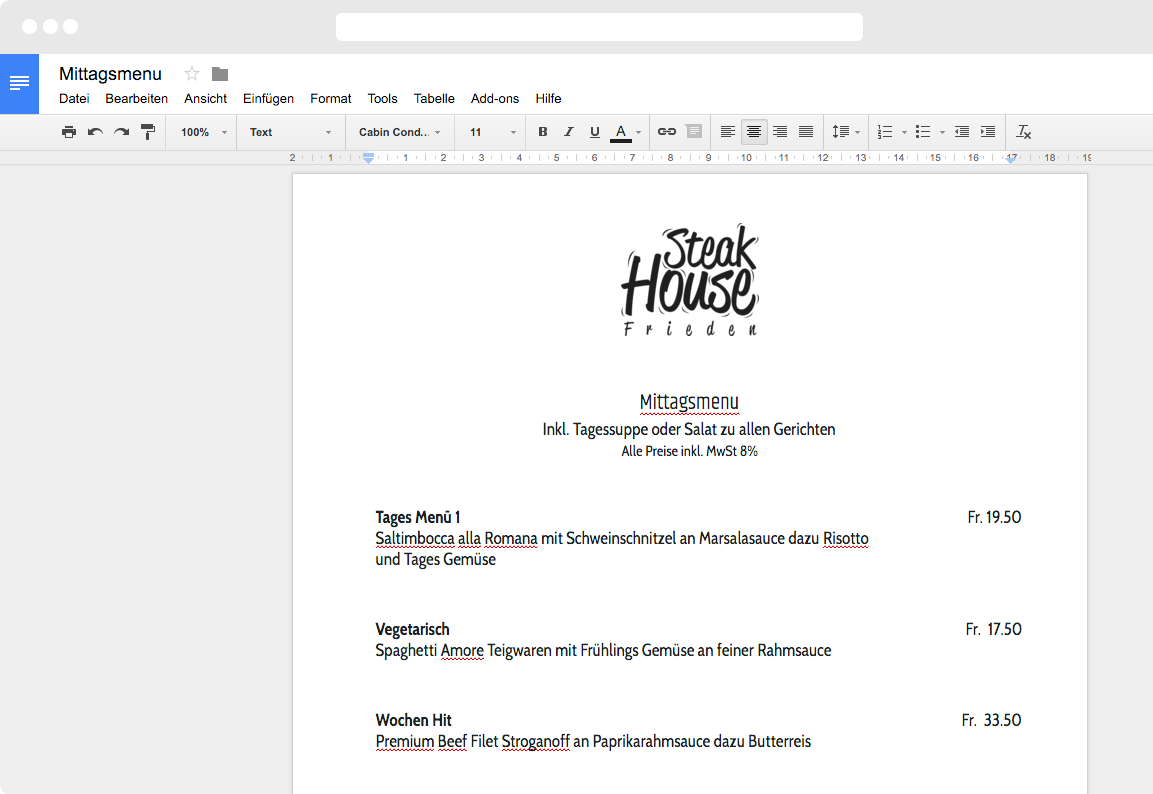 Mittagsmenu
Datei Bearbeiten Ansicht Einfügen Format Tools Tabelle Add-ons Hilfe
100% Text Cabin Cond... 11 B I U A
2 1 1 2 3 4 5 6 7 8 9 10 11 12 13 14 15 16 17 18 19
Steak
House
Frieden
Mittagsmenu
Inkl. Tagessuppe oder Salat zu allen Gerichten
Alle Preise inkl. MwSt 8%
Tages Menü 1 Fr. 19.50
Saltimbocca alla Romana mit Schweinschnitzel an Marsalasauce dazu Risotto
und Tages Gemüse
Vegetarisch Fr. 17.50
Spaghetti Amore Teigwaren mit Frühlings Gemüse an feiner Rahmsauce
Wochen Hit Fr. 33.50
Premium Beef Filet Stroganoff an Paprikarahmsauce dazu Butterreis